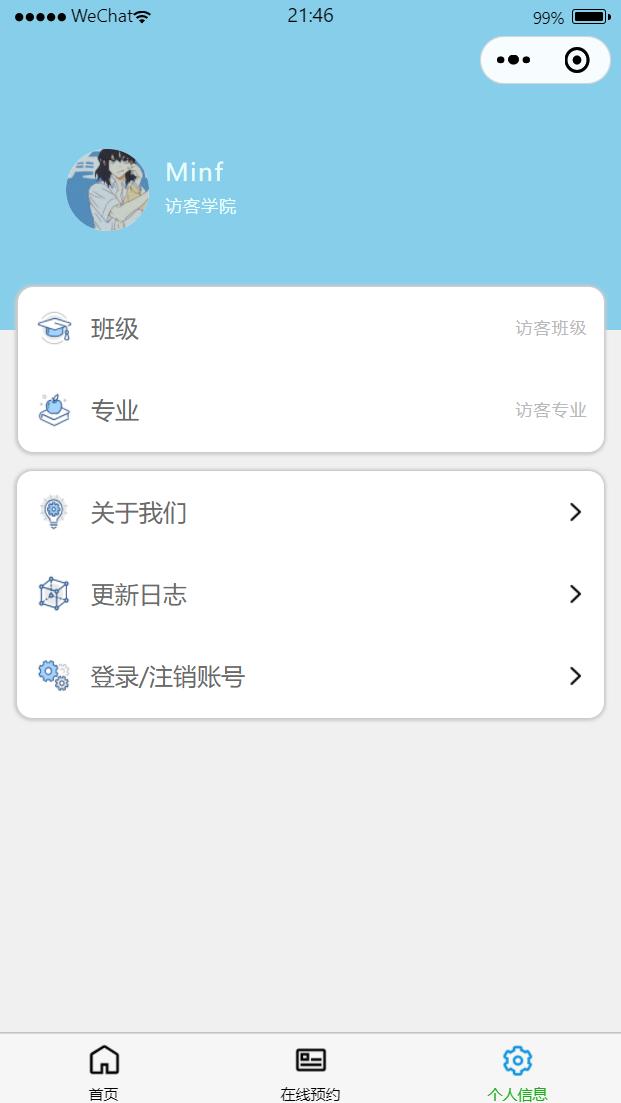 WeChat 21:46 99%
Minf
访客学院
班级 访客班级
专业 访客专业
关于我们
更新日志
登录/注销账号
首页 在线预约 个人信息